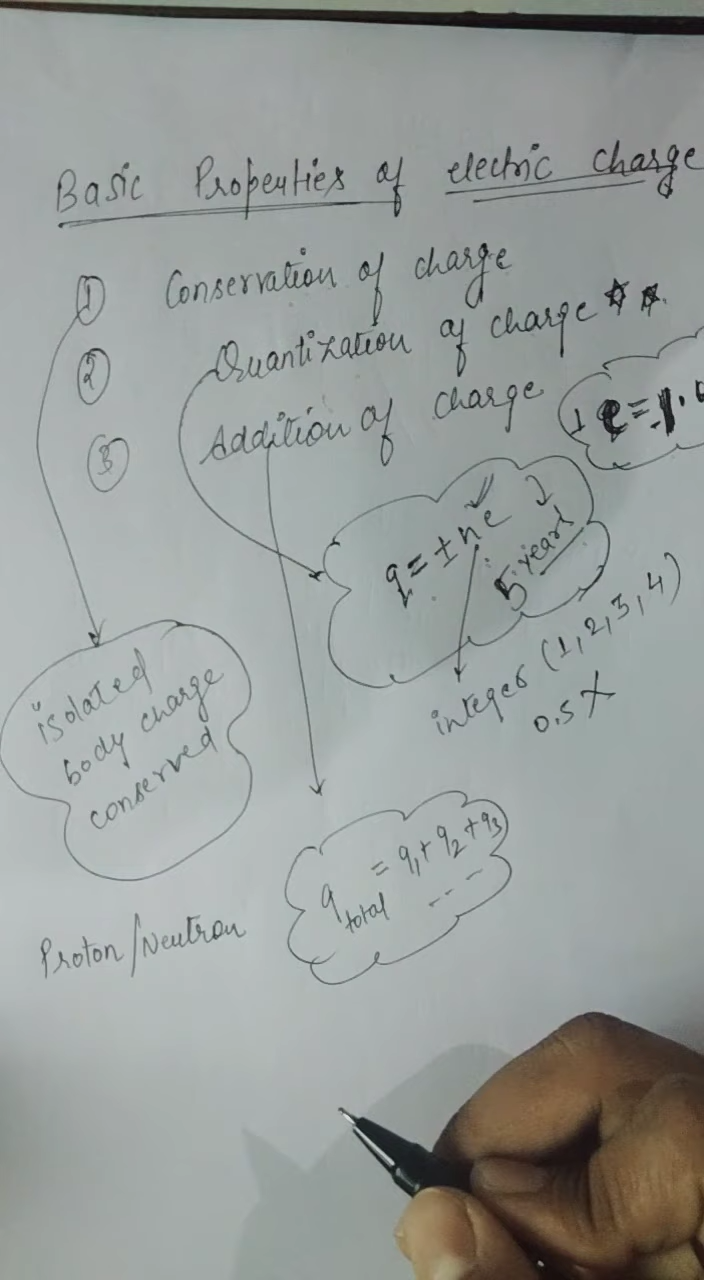 Basic Properties of electric charge
① Conservation of charge
② Quantization of charge ☆☆
③ Addition of charge
e = 1.
q = ± ne
5 years
integer (1, 2, 3, 4)
0.5 X
isolated
body charge
conserved
q total = q1 + q2 + q3
---
Proton/Neutron